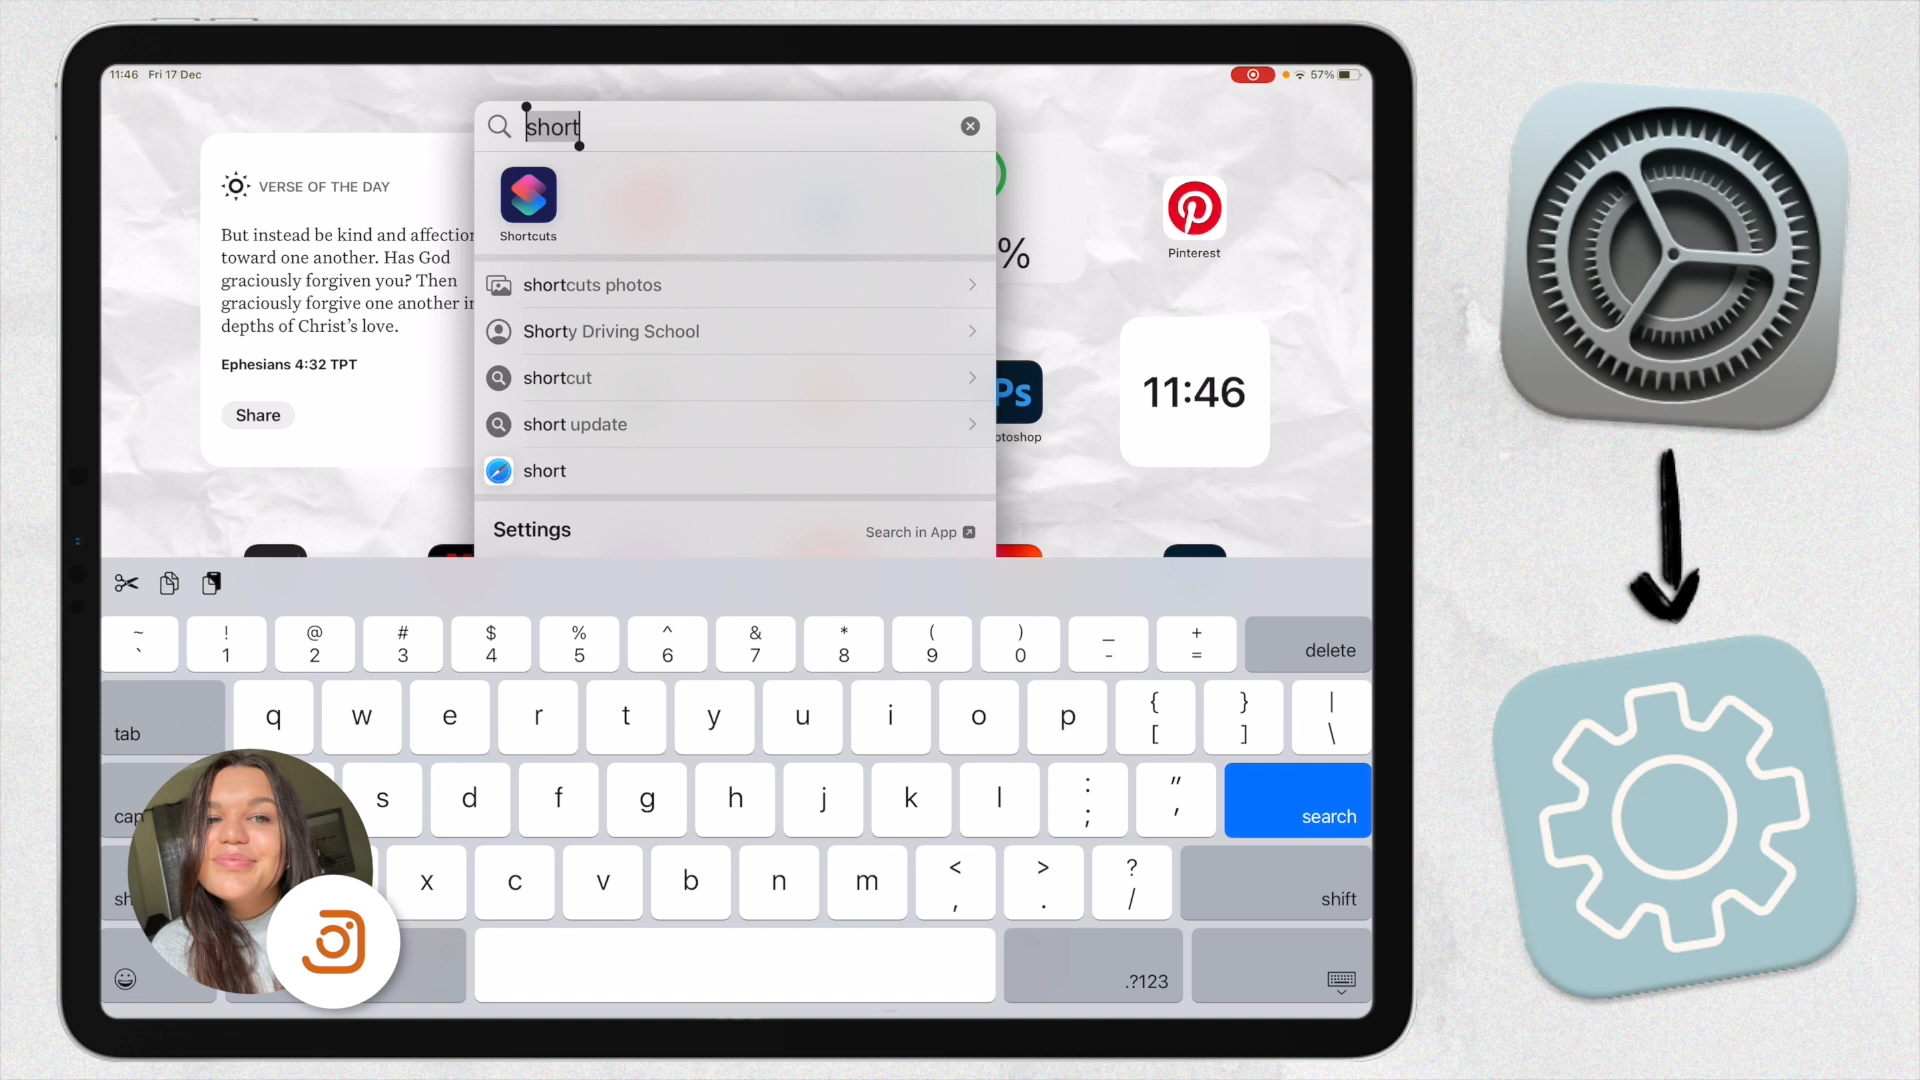 11:46 Fri 17 Dec
57%
short
VERSE OF THE DAY
But instead be kind and affection
toward one another. Has God
graciously forgiven you? Then
graciously forgive one another in
depths of Christ's love.
Ephesians 4:32 TPT
Share
Shortcuts
shortcuts photos
Shorty Driving School
shortcut
short update
short
Settings
Search in App
%
Pinterest
Ps
otoshop
11:46
~ ! @ # $ % ^ & * ( ) _ +
` 1 2 3 4 5 6 7 8 9 0 - = delete
tab q w e r t y u i o p { [ } ] | \
cap s d f g h j k l : ; " ' search
sh x c v b n m < , > . ? / shift
.?123